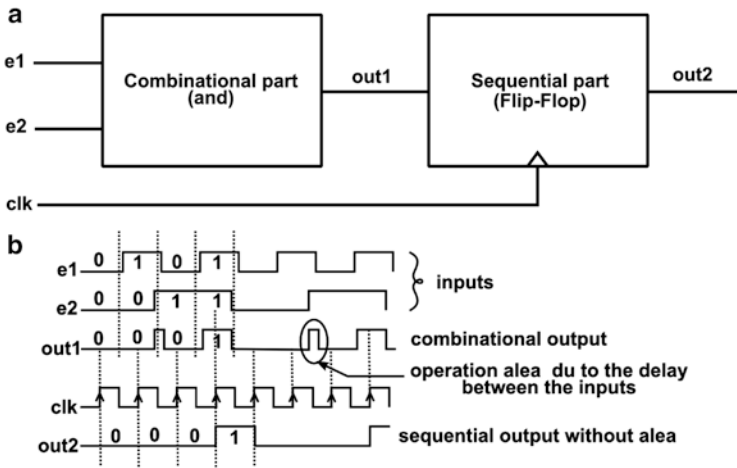 a
e1
e2
clk
Combinational part
(and)
out1
Sequential part
(Flip-Flop)
out2
b
e1 0 1 0 1
e2 0 0 1 1
inputs
out1 0 0 0 1
combinational output
operation alea du to the delay
between the inputs
clk
out2 0 0 0 1
sequential output without alea